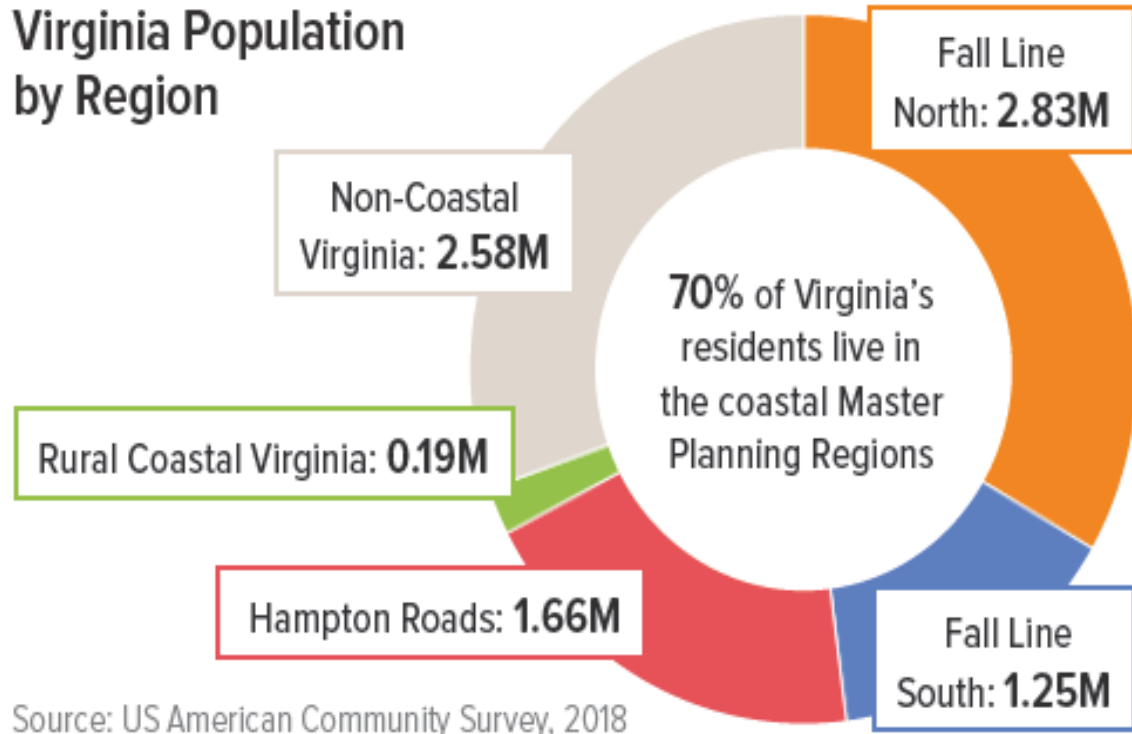 Virginia Population
by Region
Fall Line
North: 2.83M
Non-Coastal
Virginia: 2.58M
70% of Virginia’s
residents live in
the coastal Master
Planning Regions
Rural Coastal Virginia: 0.19M
Hampton Roads: 1.66M
Fall Line
South: 1.25M
Source: US American Community Survey, 2018